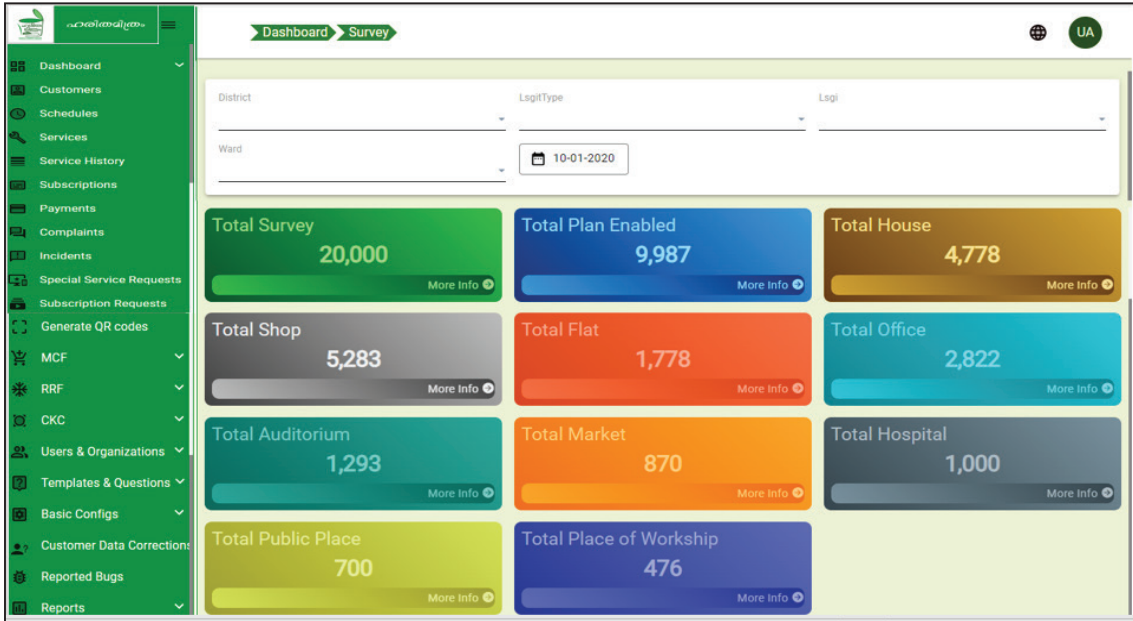 ഹരിതമിത്രം
Dashboard Survey
UA
Dashboard
Customers
Schedules
Services
Service History
Subscriptions
Payments
Complaints
Incidents
Special Service Requests
Subscription Requests
Generate QR codes
MCF
RRF
CKC
Users & Organizations
Templates & Questions
Basic Configs
Customer Data Corrections
Reported Bugs
Reports
District LsgitType Lsgi
Ward 10-01-2020
Total Survey
20,000
More Info
Total Plan Enabled
9,987
More Info
Total House
4,778
More Info
Total Shop
5,283
More Info
Total Flat
1,778
More Info
Total Office
2,822
More Info
Total Auditorium
1,293
More Info
Total Market
870
More Info
Total Hospital
1,000
More Info
Total Public Place
700
More Info
Total Place of Workship
476
More Info